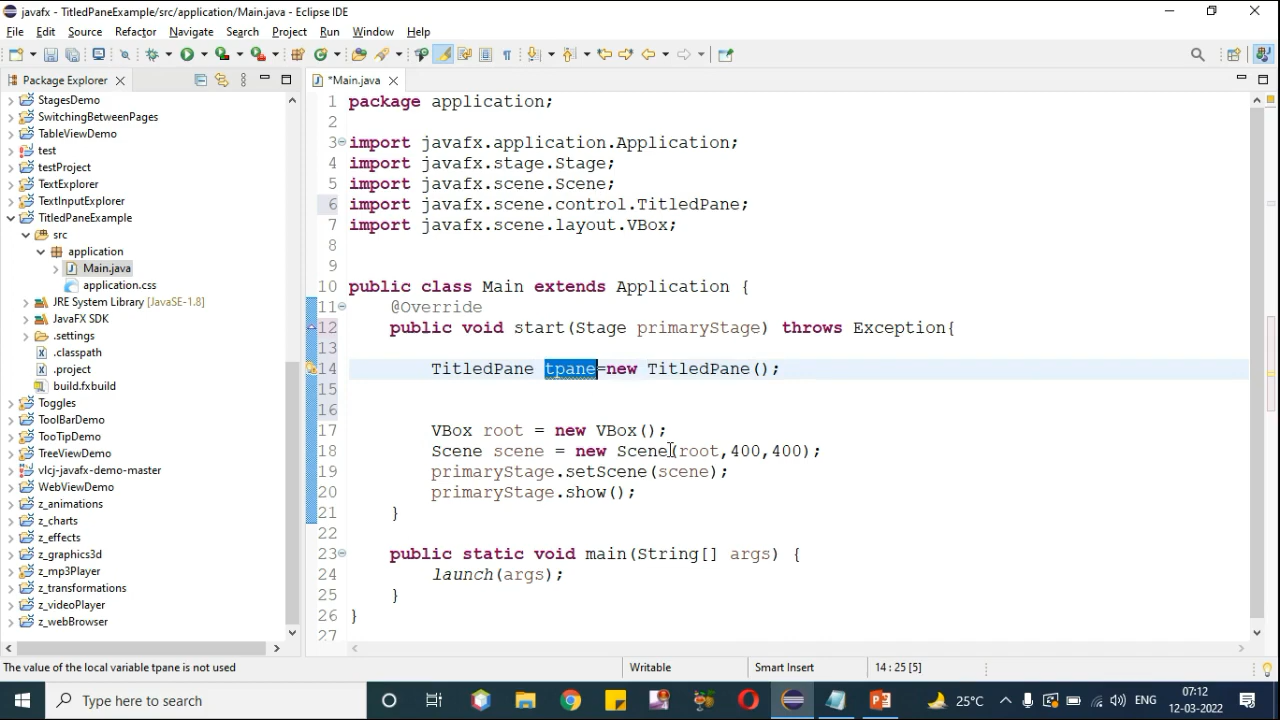 javafx - TitledPaneExample/src/application/Main.java - Eclipse IDE
File Edit Source Refactor Navigate Search Project Run Window Help
Package Explorer
*Main.java
StagesDemo
SwitchingBetweenPages
TableViewDemo
test
testProject
TextExplorer
TextInputExplorer
TitledPaneExample
src
application
Main.java
application.css
JRE System Library [JavaSE-1.8]
JavaFX SDK
.settings
.classpath
.project
build.fxbuild
Toggles
ToolBarDemo
TooTipDemo
TreeViewDemo
vlcj-javafx-demo-master
WebViewDemo
z_animations
z_charts
z_effects
z_graphics3d
z_mp3Player
z_transformations
z_videoPlayer
z_webBrowser
1 package application;
2
3 import javafx.application.Application;
4 import javafx.stage.Stage;
5 import javafx.scene.Scene;
6 import javafx.scene.control.TitledPane;
7 import javafx.scene.layout.VBox;
8
9
10 public class Main extends Application {
11 @Override
12 public void start(Stage primaryStage) throws Exception{
13
14 TitledPane tpane=new TitledPane();
15
16
17 VBox root = new VBox();
18 Scene scene = new Scene(root,400,400);
19 primaryStage.setScene(scene);
20 primaryStage.show();
21 }
22
23 public static void main(String[] args) {
24 launch(args);
25 }
26 }
27
The value of the local variable tpane is not used
Writable
Smart Insert
14 : 25 [5]
Type here to search
25°C
ENG
07:12
12-03-2022